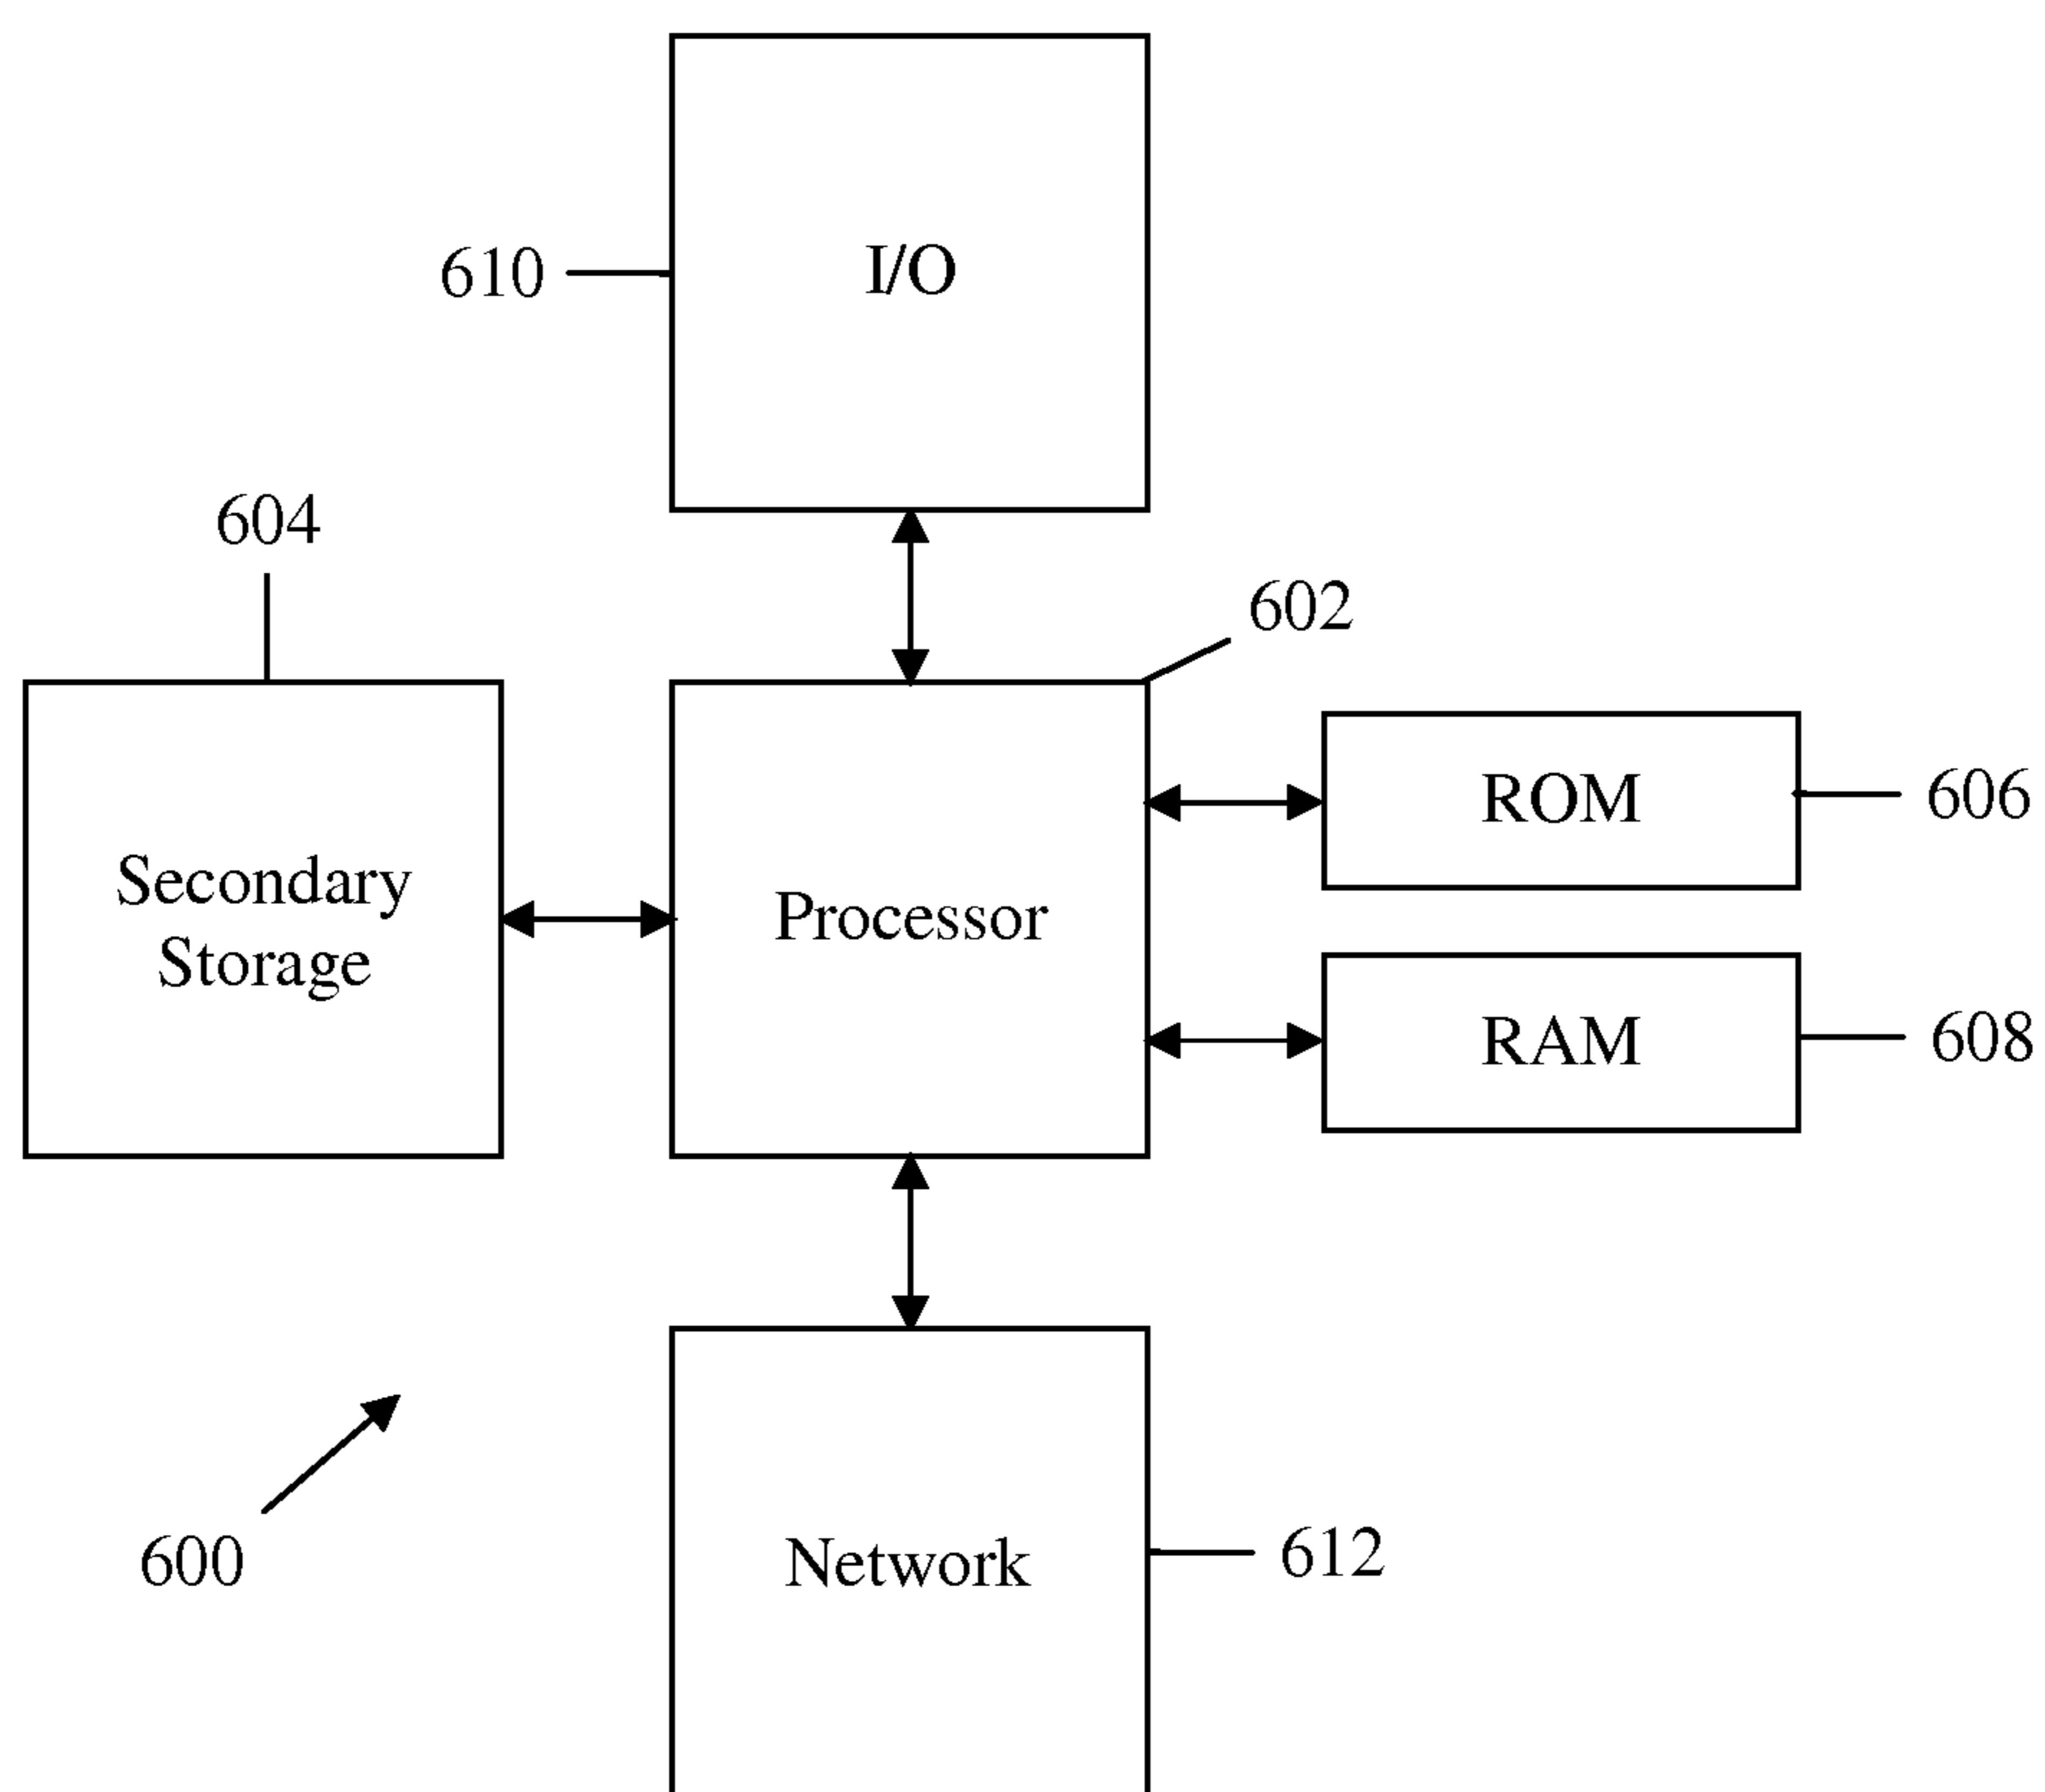 I/O
610
604
602
Secondary
Storage
Processor
ROM
606
RAM
608
600
Network
612